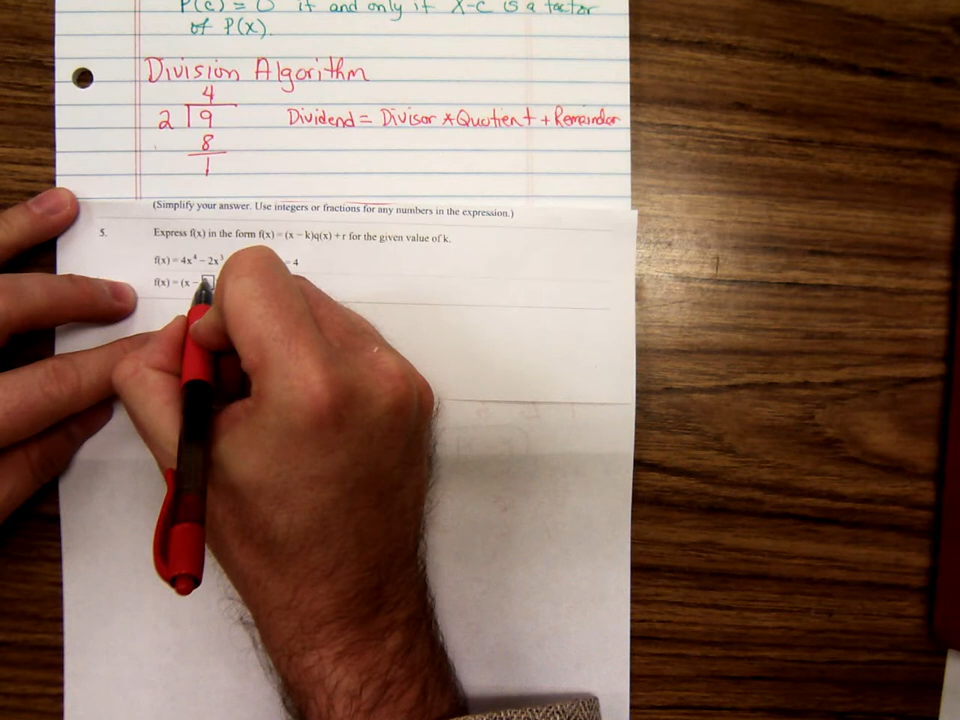 P(c) = 0 if and only if x-c is a factor
of P(x).
Division Algorithm
4
2 9 Dividend = Divisor * Quotient + Remainder
8
1
(Simplify your answer. Use integers or fractions for any numbers in the expression.)
5. Express f(x) in the form f(x) = (x − k)q(x) + r for the given value of k.
f(x) = 4x⁴ − 2x³ = 4
f(x) = (x −